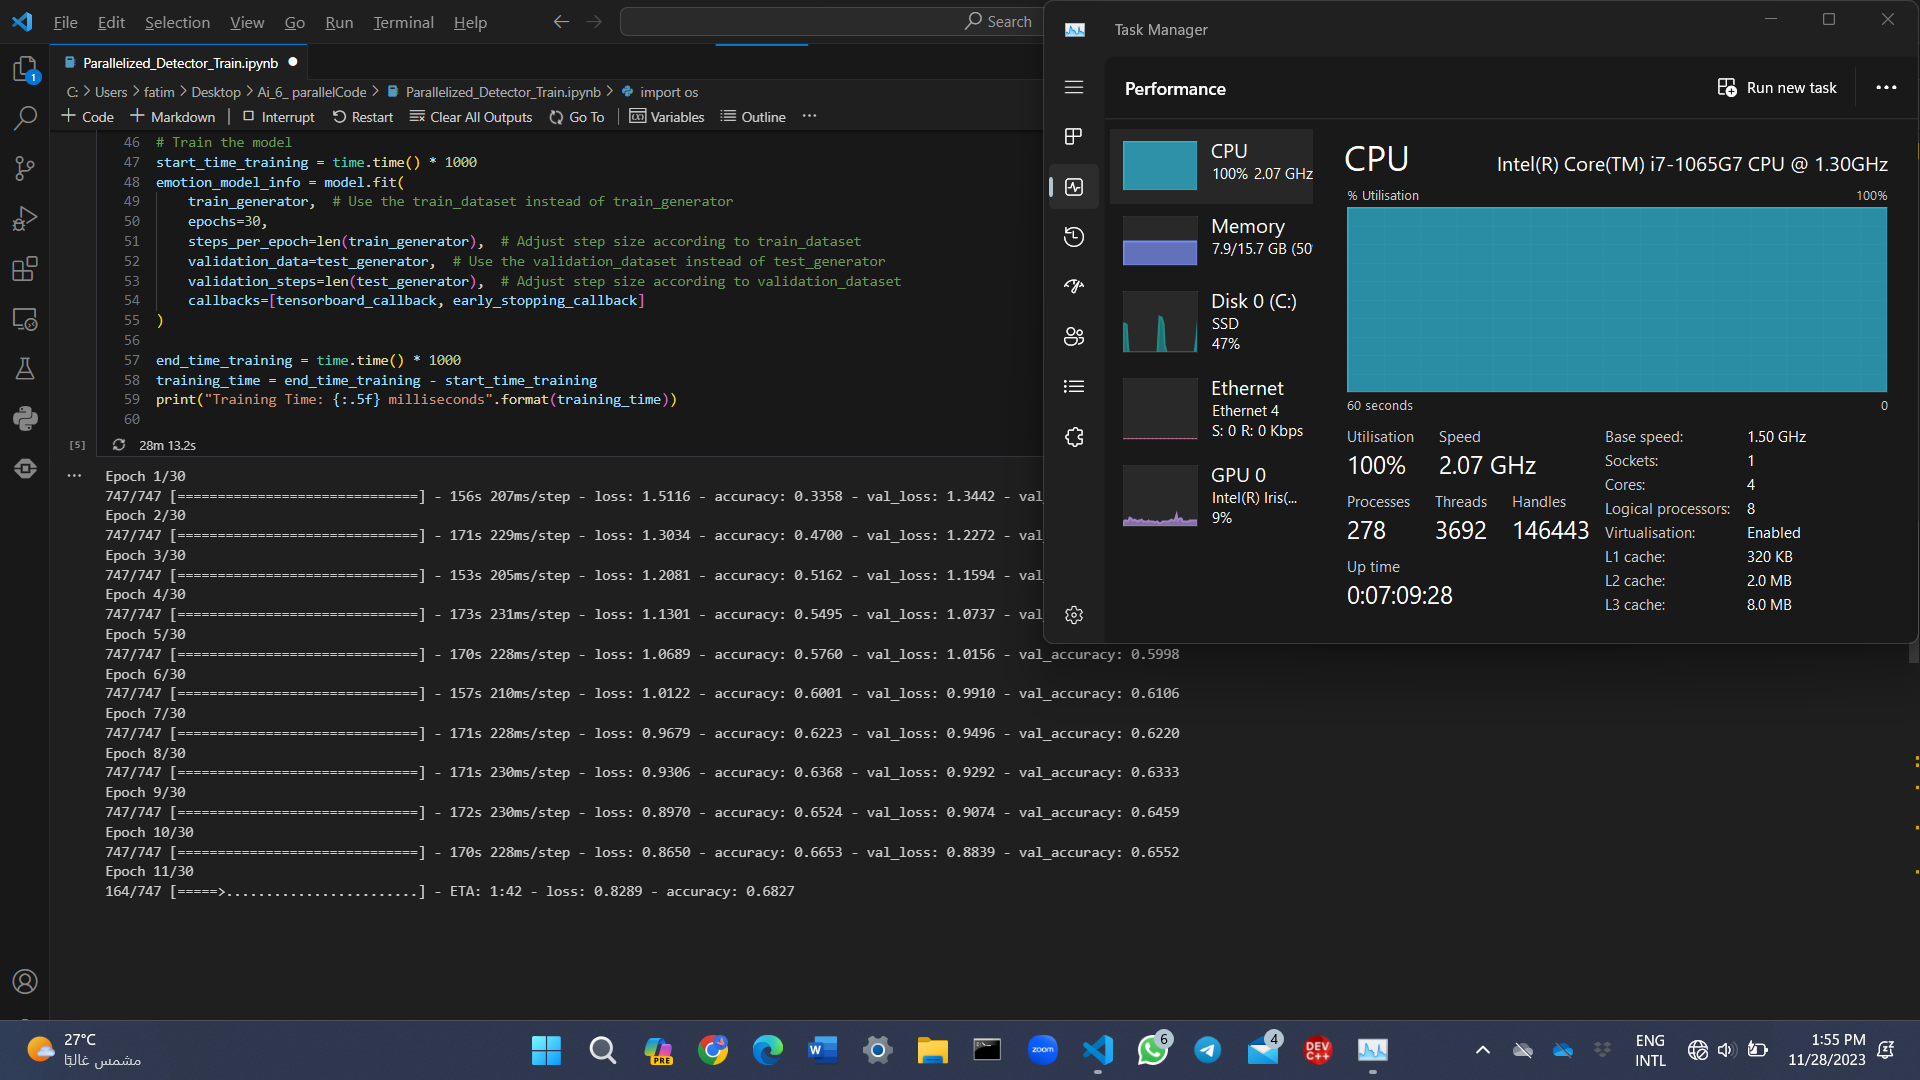 File Edit Selection View Go Run Terminal Help
Search
Parallelized_Detector_Train.ipynb
C: > Users > fatim > Desktop > Ai_6_ parallelCode > Parallelized_Detector_Train.ipynb > import os
Code Markdown Interrupt Restart Clear All Outputs Go To Variables Outline ...
1
46 # Train the model
47 start_time_training = time.time() * 1000
48 emotion_model_info = model.fit(
49 train_generator,  # Use the train_dataset instead of train_generator
50 epochs=30,
51 steps_per_epoch=len(train_generator),  # Adjust step size according to train_dataset
52 validation_data=test_generator,  # Use the validation_dataset instead of test_generator
53 validation_steps=len(test_generator),  # Adjust step size according to validation_dataset
54 callbacks=[tensorboard_callback, early_stopping_callback]
55 )
56
57 end_time_training = time.time() * 1000
58 training_time = end_time_training - start_time_training
59 print("Training Time: {:.5f} milliseconds".format(training_time))
60
[5] 28m 13.2s
... Epoch 1/30
747/747 [==============================] - 156s 207ms/step - loss: 1.5116 - accuracy: 0.3358 - val_loss: 1.3442 - val_
Epoch 2/30
747/747 [==============================] - 171s 229ms/step - loss: 1.3034 - accuracy: 0.4700 - val_loss: 1.2272 - val_
Epoch 3/30
747/747 [==============================] - 153s 205ms/step - loss: 1.2081 - accuracy: 0.5162 - val_loss: 1.1594 - val_
Epoch 4/30
747/747 [==============================] - 173s 231ms/step - loss: 1.1301 - accuracy: 0.5495 - val_loss: 1.0737 - val_
Epoch 5/30
747/747 [==============================] - 170s 228ms/step - loss: 1.0689 - accuracy: 0.5760 - val_loss: 1.0156 - val_accuracy: 0.5998
Epoch 6/30
747/747 [==============================] - 157s 210ms/step - loss: 1.0122 - accuracy: 0.6001 - val_loss: 0.9910 - val_accuracy: 0.6106
Epoch 7/30
747/747 [==============================] - 171s 228ms/step - loss: 0.9679 - accuracy: 0.6223 - val_loss: 0.9496 - val_accuracy: 0.6220
Epoch 8/30
747/747 [==============================] - 171s 230ms/step - loss: 0.9306 - accuracy: 0.6368 - val_loss: 0.9292 - val_accuracy: 0.6333
Epoch 9/30
747/747 [==============================] - 172s 230ms/step - loss: 0.8970 - accuracy: 0.6524 - val_loss: 0.9074 - val_accuracy: 0.6459
Epoch 10/30
747/747 [==============================] - 170s 228ms/step - loss: 0.8650 - accuracy: 0.6653 - val_loss: 0.8839 - val_accuracy: 0.6552
Epoch 11/30
164/747 [=====>........................] - ETA: 1:42 - loss: 0.8289 - accuracy: 0.6827
Task Manager
Performance
Run new task
...
CPU
100% 2.07 GHz
Memory
7.9/15.7 GB (50
Disk 0 (C:)
SSD
47%
Ethernet
Ethernet 4
S: 0 R: 0 Kbps
GPU 0
Intel(R) Iris(...
9%
CPU Intel(R) Core(TM) i7-1065G7 CPU @ 1.30GHz
% Utilisation 100%
60 seconds 0
Utilisation Speed
100% 2.07 GHz
Processes Threads Handles
278 3692 146443
Up time
0:07:09:28
Base speed: 1.50 GHz
Sockets: 1
Cores: 4
Logical processors: 8
Virtualisation: Enabled
L1 cache: 320 KB
L2 cache: 2.0 MB
L3 cache: 8.0 MB
27°C
مشمس غالبًا
PRE
zoom
6
4
DEV C++
ENG
INTL
1:55 PM
11/28/2023